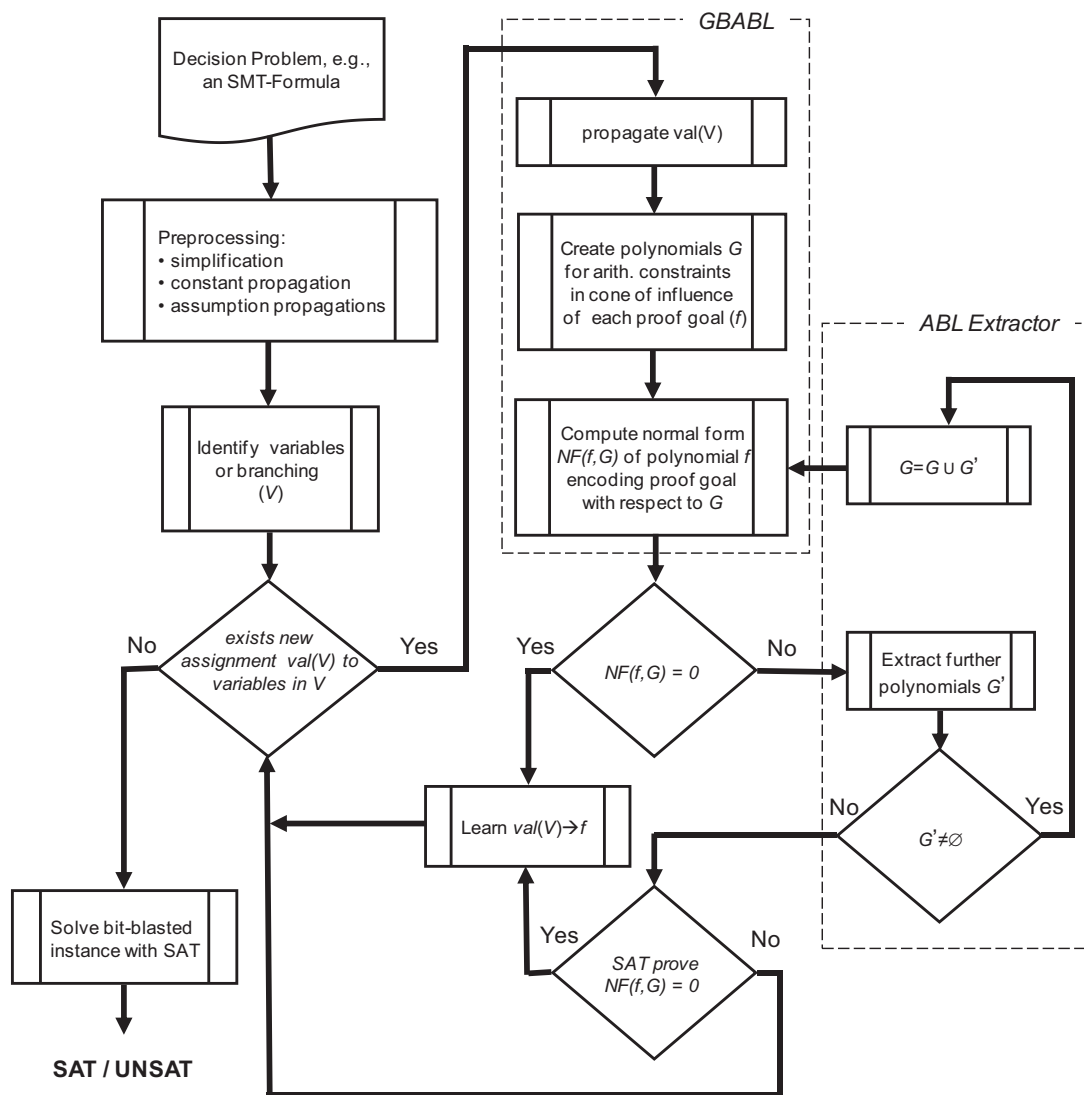 GBABL
Decision Problem, e.g.,
an SMT-Formula
propagate val(V)
Preprocessing:
• simplification
• constant propagation
• assumption propagations
Create polynomials G
for arith. constraints
in cone of influence
of each proof goal (f)
ABL Extractor
Identify variables
or branching
(V)
Compute normal form
NF(f,G) of polynomial f
encoding proof goal
with respect to G
G=G ∪ G’
No
exists new
assignment val(V) to
variables in V
Yes
Yes
NF(f,G) = 0
No
Extract further
polynomials G’
Learn val(V)→f
No
G’≠∅
Yes
Solve bit-blasted
instance with SAT
Yes
SAT prove
NF(f,G) = 0
No
SAT / UNSAT